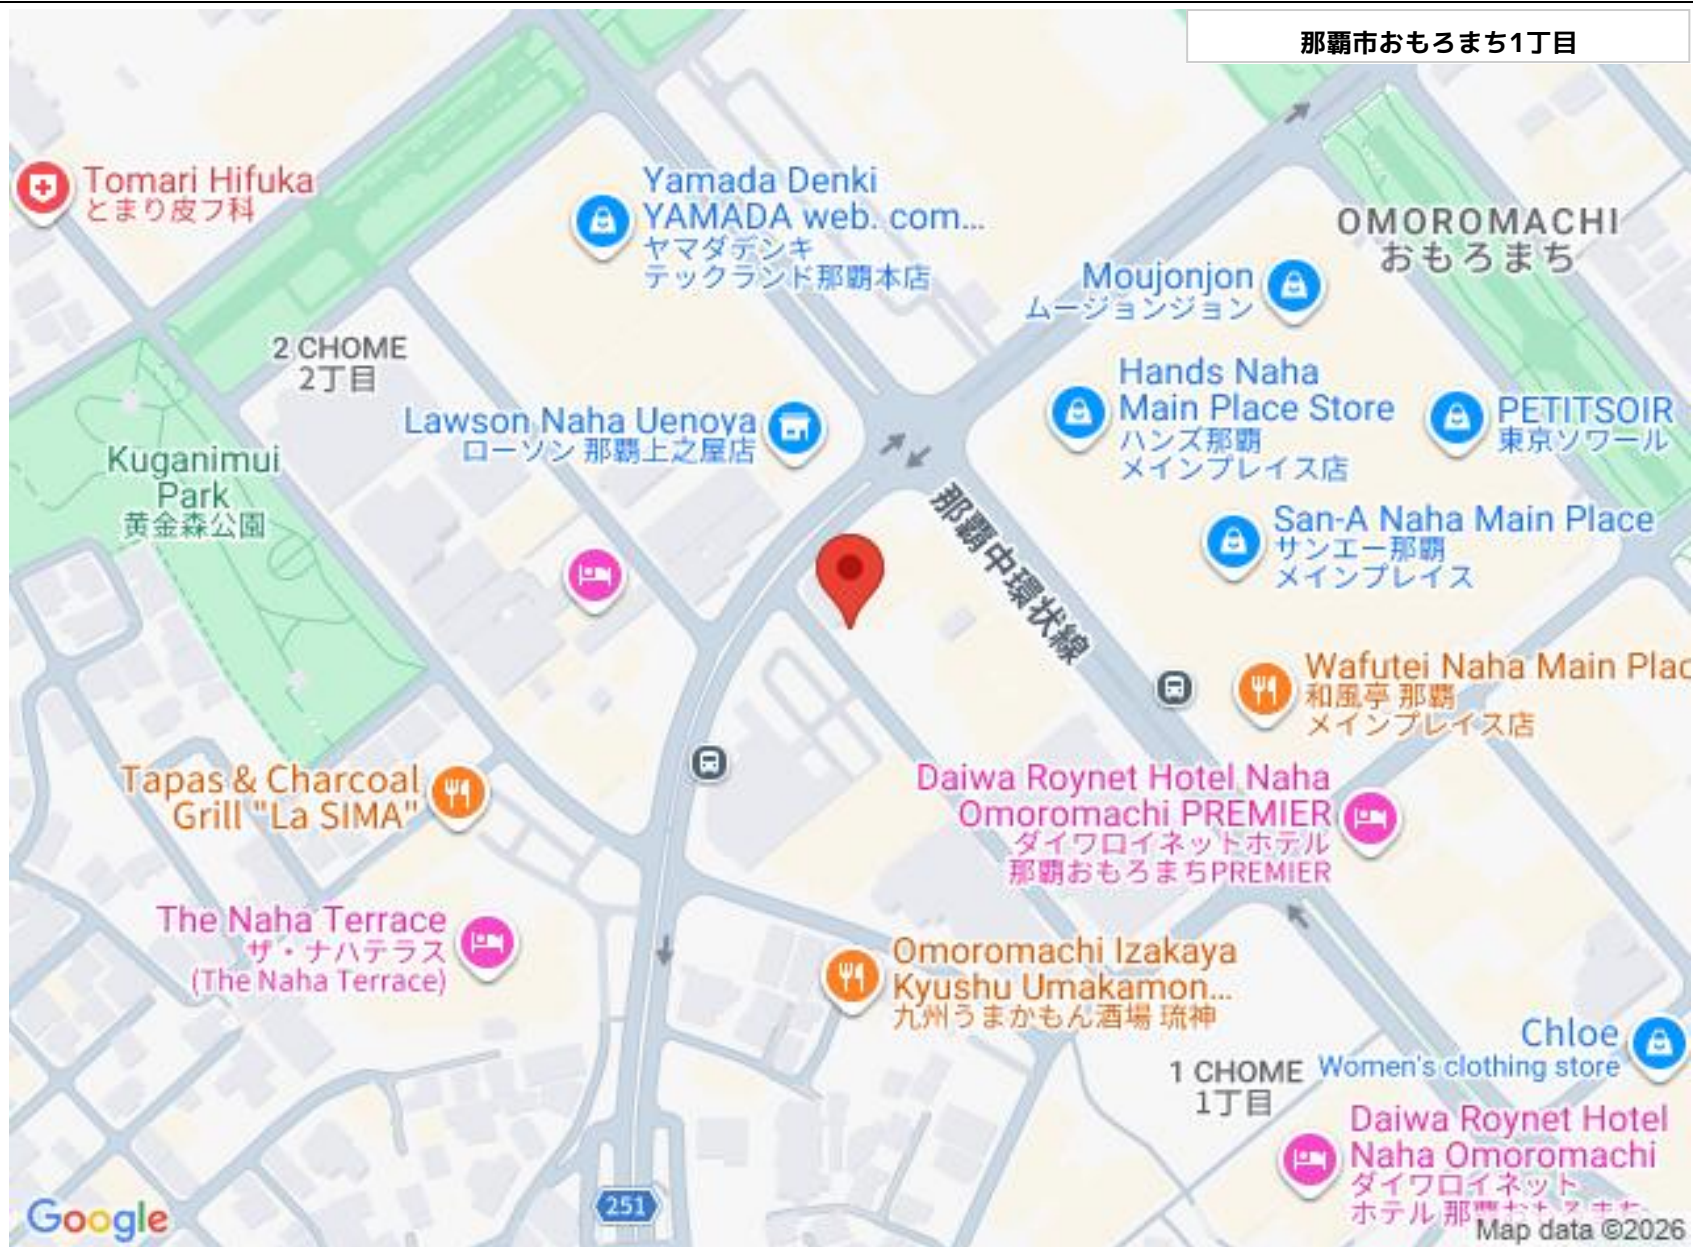 那覇市おもろまち1丁目
Tomari Hifuka
とまり皮フ科
Yamada Denki
YAMADA web. com...
ヤマダデンキ
テックランド那覇本店
OMOROMACHI
おもろまち
Moujonjon
ムージョンジョン
2 CHOME
2丁目
Hands Naha
Main Place Store
ハンズ那覇
メインプレイス店
PETITSOIR
東京ソワール
Lawson Naha Uenoya
ローソン 那覇上之屋店
Kuganimui
Park
黄金森公園
那覇中環状線
San-A Naha Main Place
サンエー那覇
メインプレイス
Wafutei Naha Main Plac
和風亭 那覇
メインプレイス店
Tapas & Charcoal
Grill "La SIMA"
Daiwa Roynet Hotel Naha
Omoromachi PREMIER
ダイワロイネットホテル
那覇おもろまちPREMIER
The Naha Terrace
ザ・ナハテラス
(The Naha Terrace)
Omoromachi Izakaya
Kyushu Umakamon...
九州うまかもん酒場 琉神
Chloe
Women's clothing store
1 CHOME
1丁目
Daiwa Roynet Hotel
Naha Omoromachi
ダイワロイネット
ホテル 那覇おもろまち
251
Google
Map data ©2026